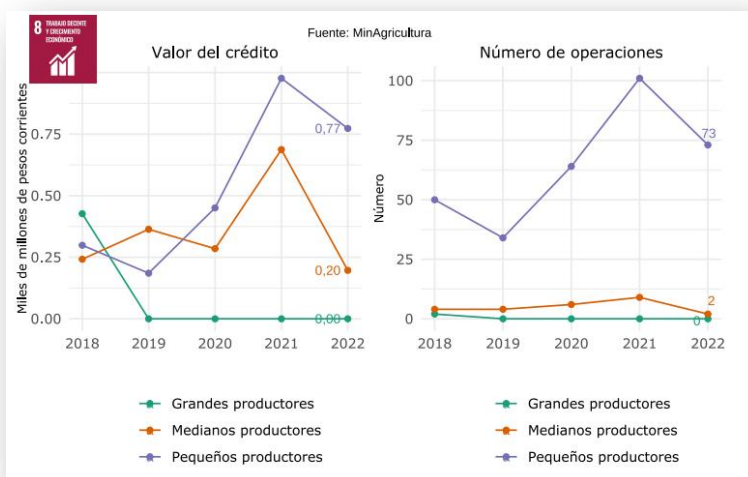 8 TRABAJO DECENTE
Y CRECIMIENTO
ECONÓMICO
Fuente: MinAgricultura
Valor del crédito
Miles de millones de pesos corrientes
0.75
0.50
0.25
0.00
0,77
0,20
0,00
2018 2019 2020 2021 2022
Grandes productores
Medianos productores
Pequeños productores
Número de operaciones
Número
100
75
50
25
0
73
2
0
2018 2019 2020 2021 2022
Grandes productores
Medianos productores
Pequeños productores